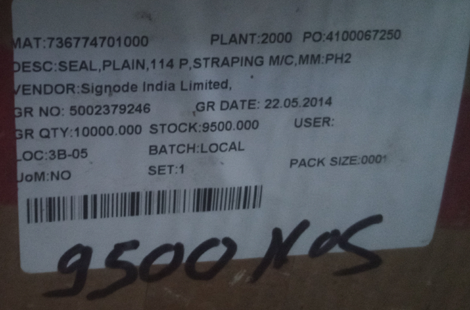 MAT:736774701000 PLANT:2000 PO:4100067250
DESC:SEAL,PLAIN,114 P,STRAPING M/C,MM:PH2
VENDOR:Signode India Limited,
GR NO: 5002379246 GR DATE: 22.05.2014
GR QTY:10000.000 STOCK:9500.000 USER:
LOC:3B-05 BATCH:LOCAL
UoM:NO SET:1 PACK SIZE:0001
9500 NOS